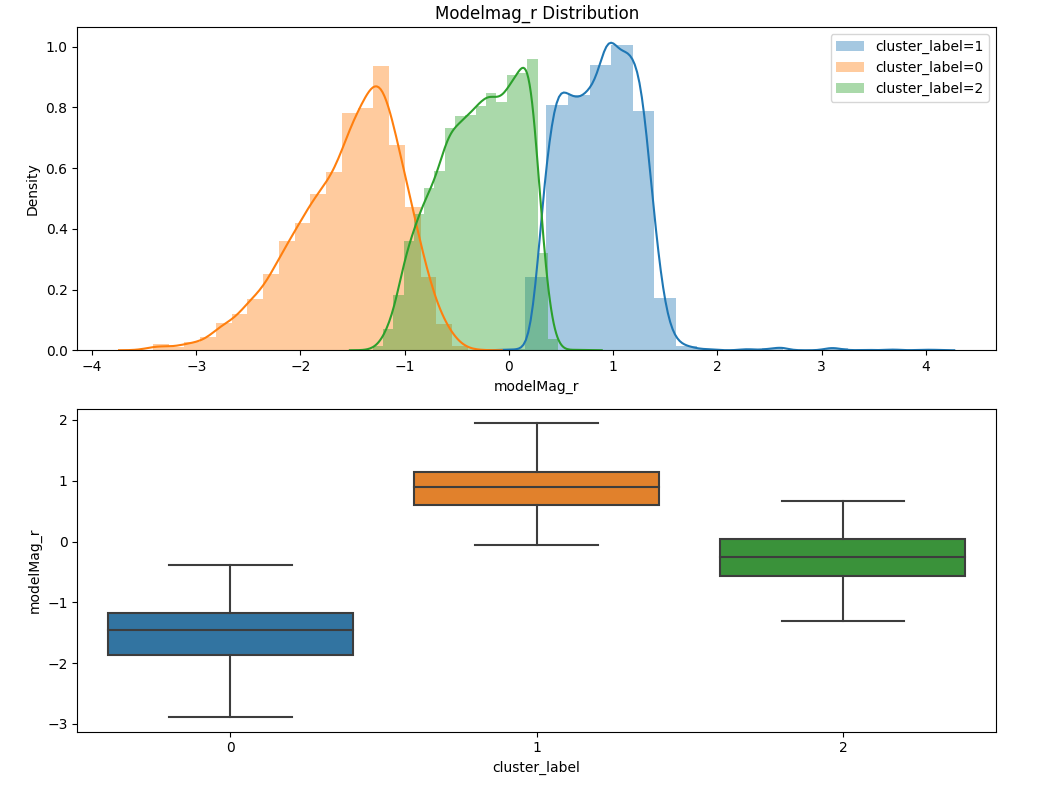 Modelmag_r Distribution
cluster_label=1
cluster_label=0
cluster_label=2
Density
1.0
0.8
0.6
0.4
0.2
0.0
−4 −3 −2 −1 0 1 2 3 4
modelMag_r
modelMag_r
2
1
0
−1
−2
−3
0 1 2
cluster_label